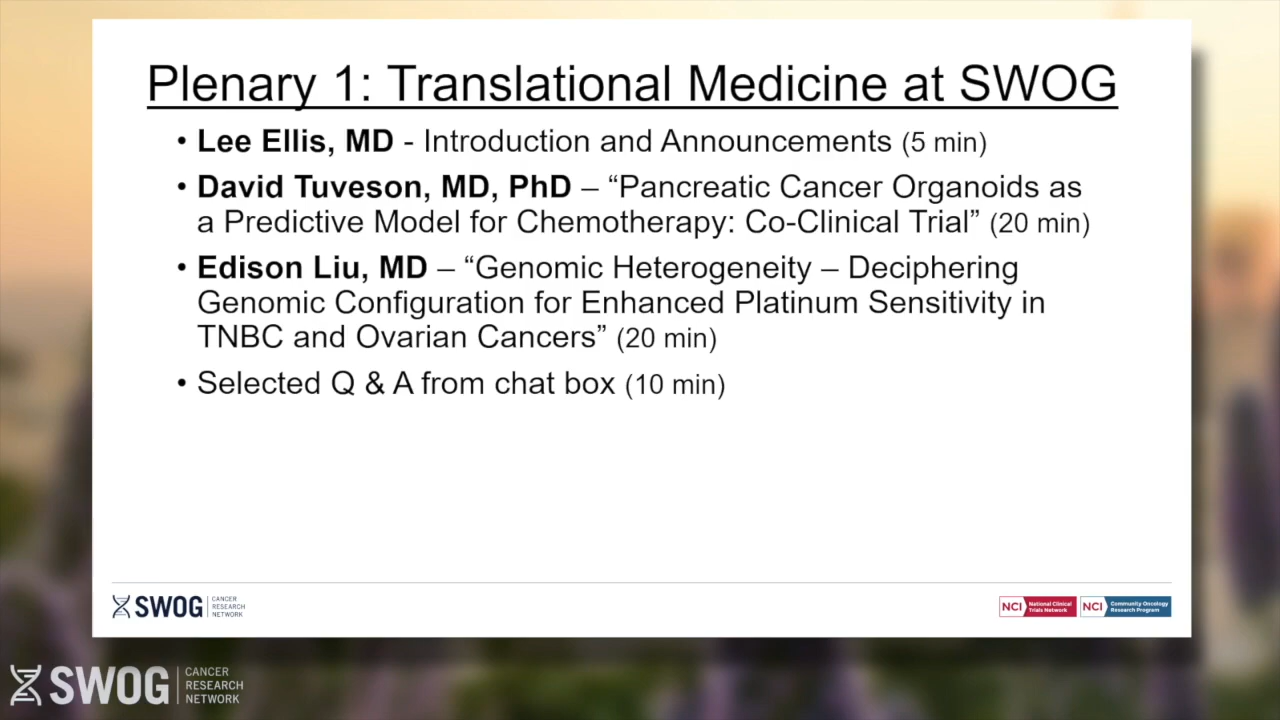 Plenary 1: Translational Medicine at SWOG
• Lee Ellis, MD - Introduction and Announcements (5 min)
• David Tuveson, MD, PhD – “Pancreatic Cancer Organoids as
a Predictive Model for Chemotherapy: Co-Clinical Trial” (20 min)
• Edison Liu, MD – “Genomic Heterogeneity – Deciphering
Genomic Configuration for Enhanced Platinum Sensitivity in
TNBC and Ovarian Cancers” (20 min)
• Selected Q & A from chat box (10 min)
SWOG
CANCER
RESEARCH
NETWORK
NCI
National Clinical
Trials Network
NCI
Community Oncology
Research Program
SWOG
CANCER
RESEARCH
NETWORK